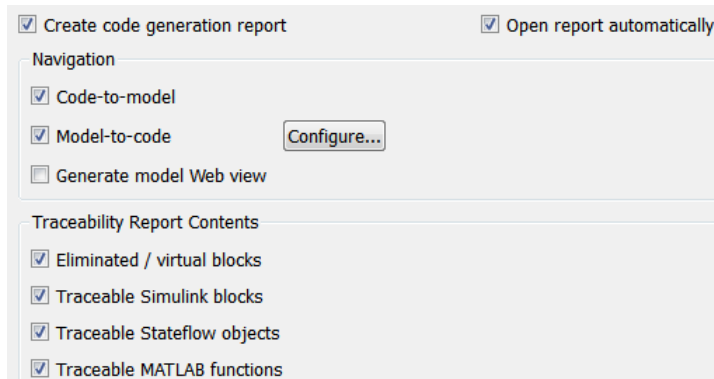 Create code generation report Open report automatically
Navigation
Code-to-model
Model-to-code Configure...
Generate model Web view
Traceability Report Contents
Eliminated / virtual blocks
Traceable Simulink blocks
Traceable Stateflow objects
Traceable MATLAB functions